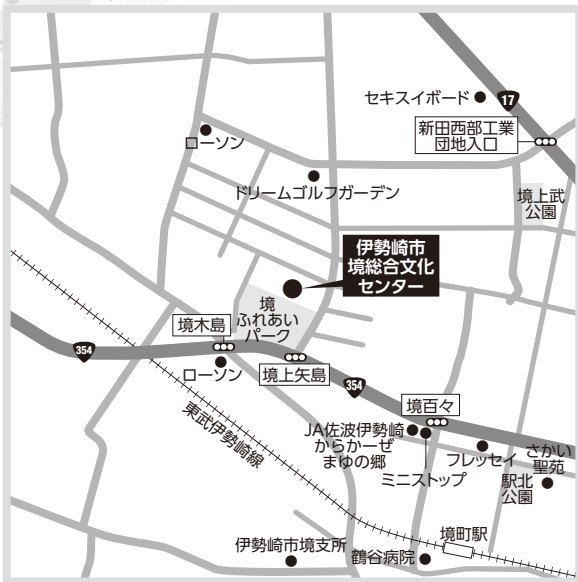 セキスイボード
17
新田西部工業
団地入口
ローソン
ドリームゴルフガーデン
境上武
公園
伊勢崎市
境総合文化
センター
境
ふれあい
パーク
境木島
354
ローソン
境上矢島
354
境百々
東武伊勢崎線
JA佐波伊勢崎
からかーぜ
まゆの郷
ミニストップ
フレッセイ
さかい
聖苑
駅北
公園
境町駅
伊勢崎市境支所
鶴谷病院